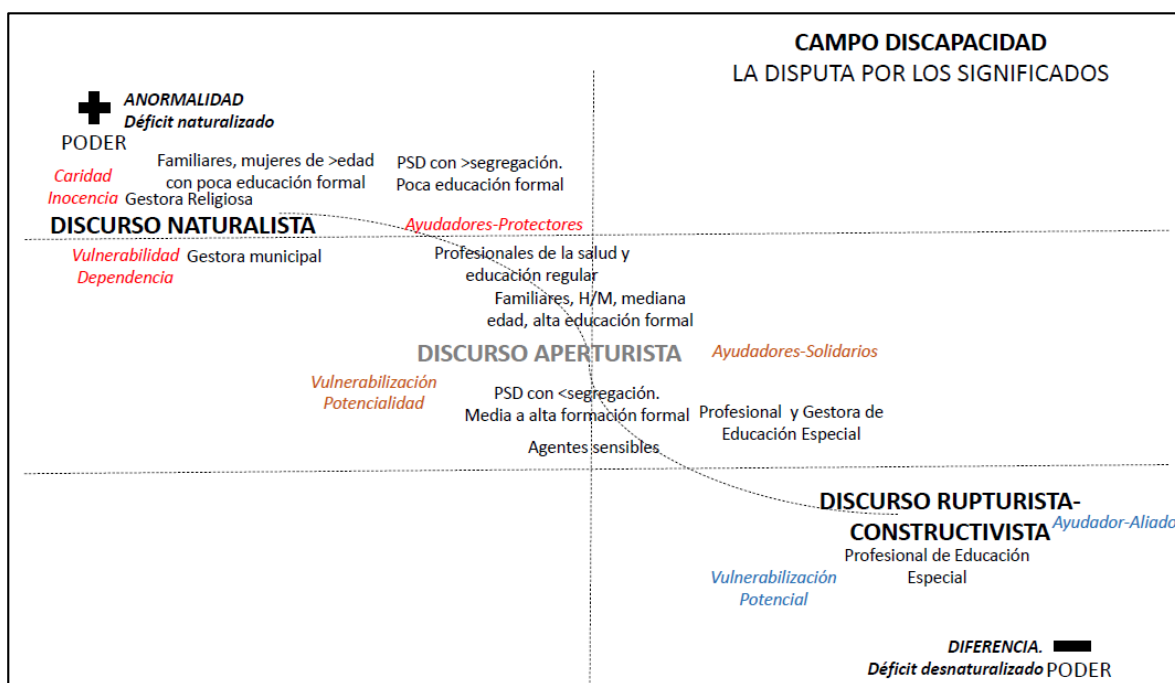 CAMPO DISCAPACIDAD
LA DISPUTA POR LOS SIGNIFICADOS
ANORMALIDAD
Déficit naturalizado
PODER
Caridad
Inocencia
Familiares, mujeres de >edad
con poca educación formal
Gestora Religiosa
PSD con >segregación.
Poca educación formal
DISCURSO NATURALISTA
Ayudadores-Protectores
Vulnerabilidad
Dependencia
Gestora municipal
Profesionales de la salud y
educación regular
Familiares, H/M, mediana
edad, alta educación formal
DISCURSO APERTURISTA
Ayudadores-Solidarios
Vulnerabilización
Potencialidad
PSD con <segregación.
Media a alta formación formal
Profesional y Gestora de
Educación Especial
Agentes sensibles
DISCURSO RUPTURISTA-
CONSTRUCTIVISTA
Ayudador-Aliado
Profesional de Educación
Especial
Vulnerabilización
Potencial
DIFERENCIA.
Déficit desnaturalizado
PODER